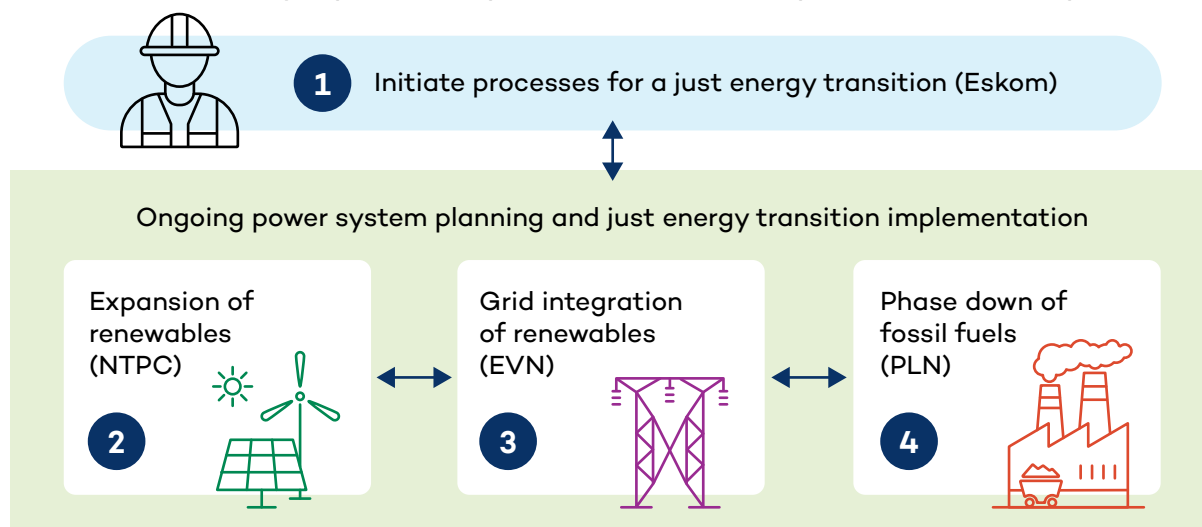 1 Initiate processes for a just energy transition (Eskom)
Ongoing power system planning and just energy transition implementation
Expansion of
renewables
(NTPC)
2
Grid integration
of renewables
(EVN)
3
Phase down of
fossil fuels
(PLN)
4